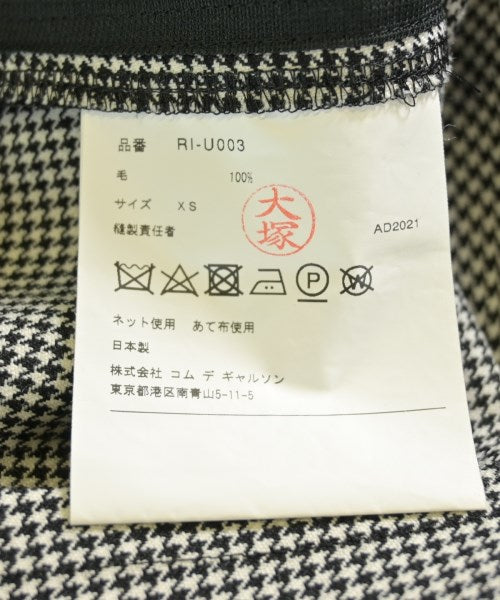 品番 RI-U003
毛 100%
サイズ XS
縫製責任者
大塚
AD2021
P W
ネット使用 あて布使用
日本製
株式会社 コム デ ギャルソン
東京都港区南青山5-11-5